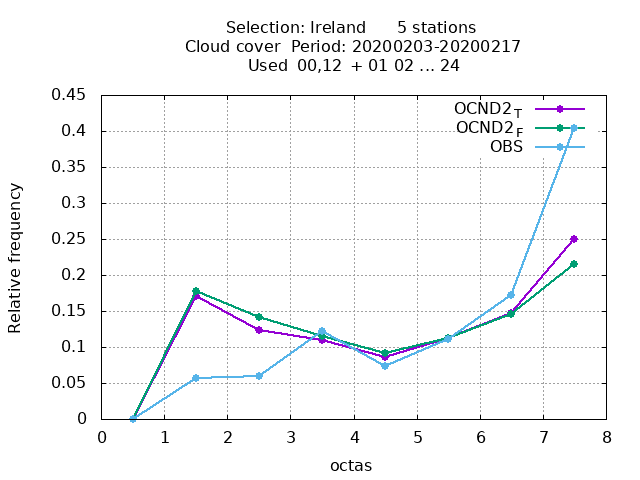 Selection: Ireland 5 stations
Cloud cover Period: 20200203-20200217
Used 00,12 + 01 02 ... 24
0.45
0.4
0.35
0.3
0.25
0.2
0.15
0.1
0.05
0
Relative frequency
OCND2_T
OCND2_F
OBS
0 1 2 3 4 5 6 7 8
octas